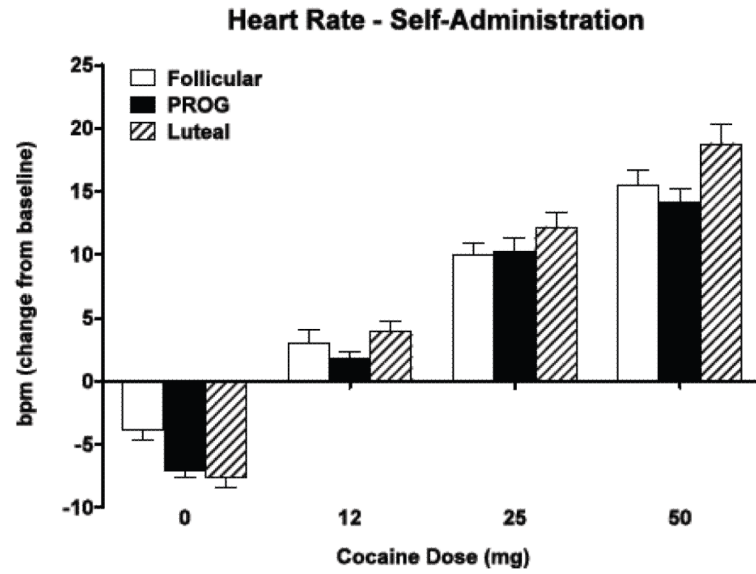 Heart Rate - Self-Administration
25
20
15
10
5
0
-5
-10
bpm (change from baseline)
Follicular
PROG
Luteal
0 12 25 50
Cocaine Dose (mg)